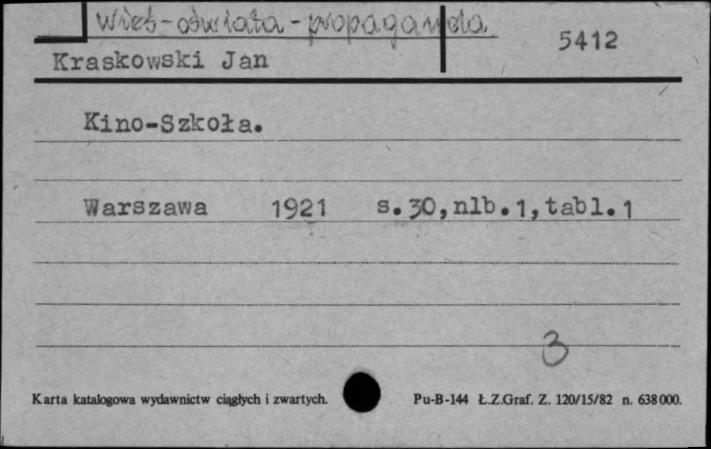 Wieś-oświata-propaganda
5412
Kraskowski Jan
Kino-Szkoła.
Warszawa 1921 s.30,nlb.1,tabl.1
3
Karta katalogowa wydawnictw ciągłych i zwartych. Pu-B-144 Ł.Z.Graf. Z. 120/15/82 n. 638000.